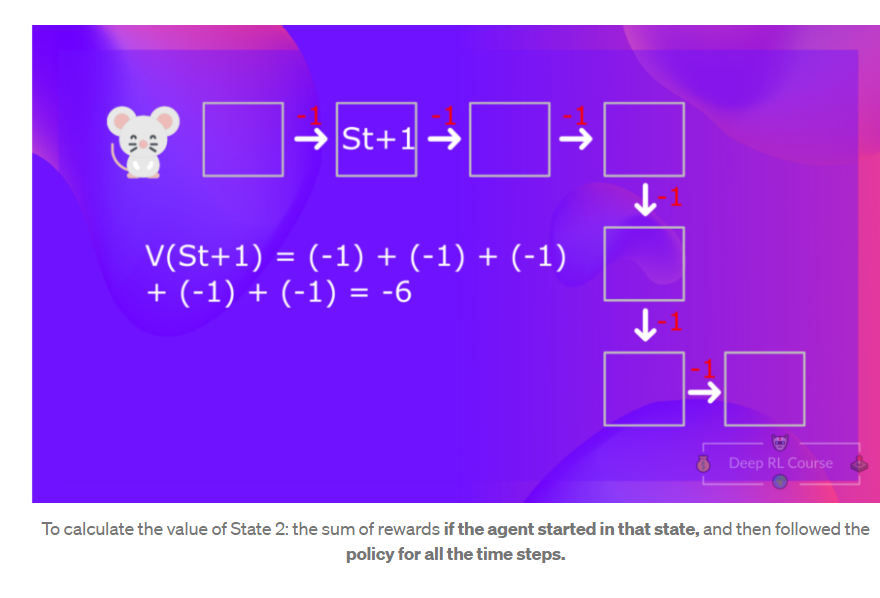 -1 -1 -1
St+1
-1
V(St+1) = (-1) + (-1) + (-1)
+ (-1) + (-1) = -6
-1
-1
Deep RL Course
To calculate the value of State 2: the sum of rewards if the agent started in that state, and then followed the
policy for all the time steps.